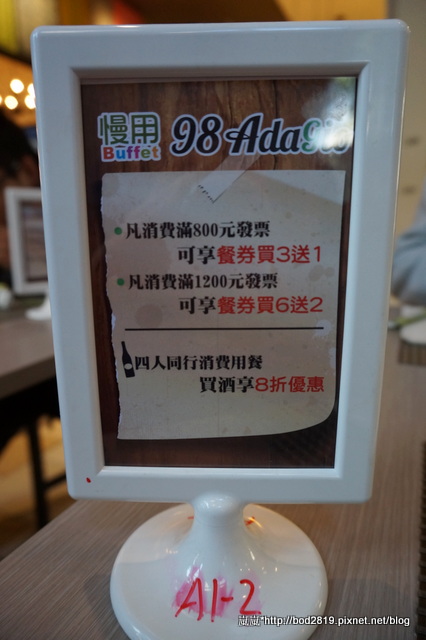 慢用
Buffet
98 Adagio
凡消費滿800元發票
可享餐券買3送1
凡消費滿1200元發票
可享餐券買6送2
四人同行消費用餐
買酒享8折優惠
A1-2
嵐嵐*http://bod2819.pixnet.net/blog